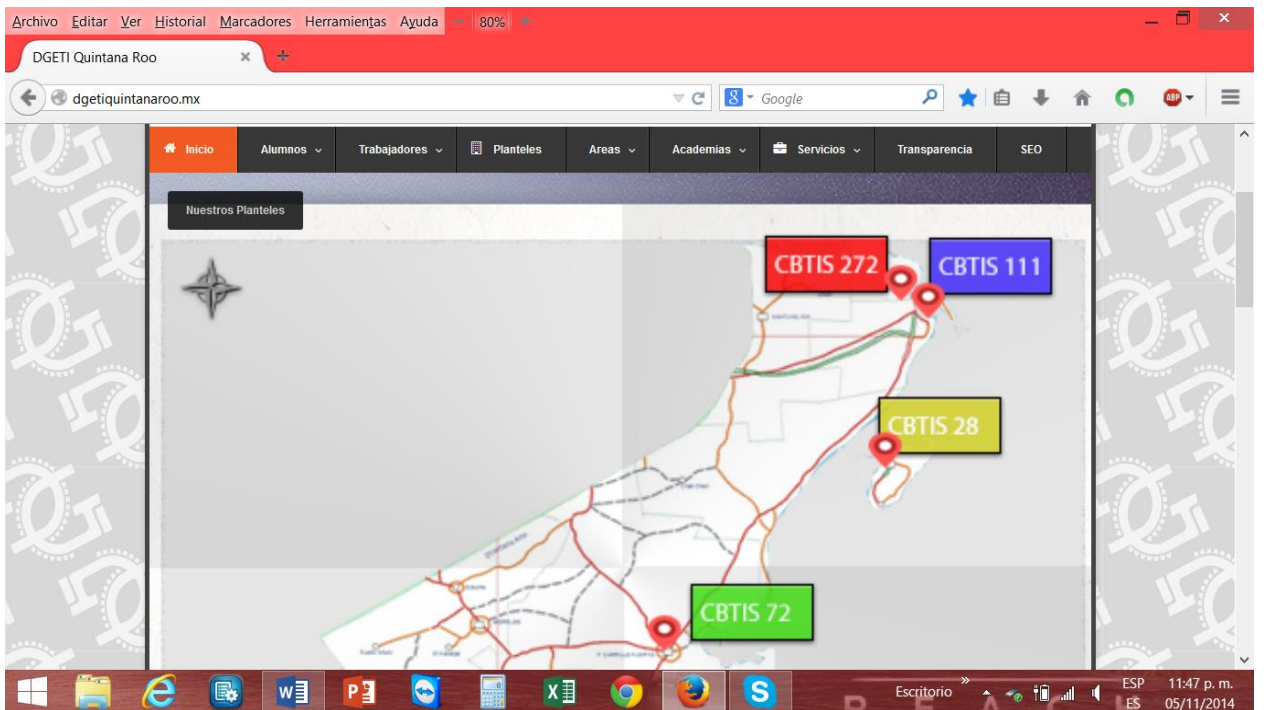 Archivo Editar Ver Historial Marcadores Herramientas Ayuda - 80% +
DGETI Quintana Roo
dgetiquintanaroo.mx
Google
ABP
Inicio Alumnos Trabajadores Planteles Areas Academias Servicios Transparencia SEO
Nuestros Planteles
CBTIS 272
CBTIS 111
CBTIS 28
CBTIS 72
Escritorio
ESP
ES
11:47 p. m.
05/11/2014